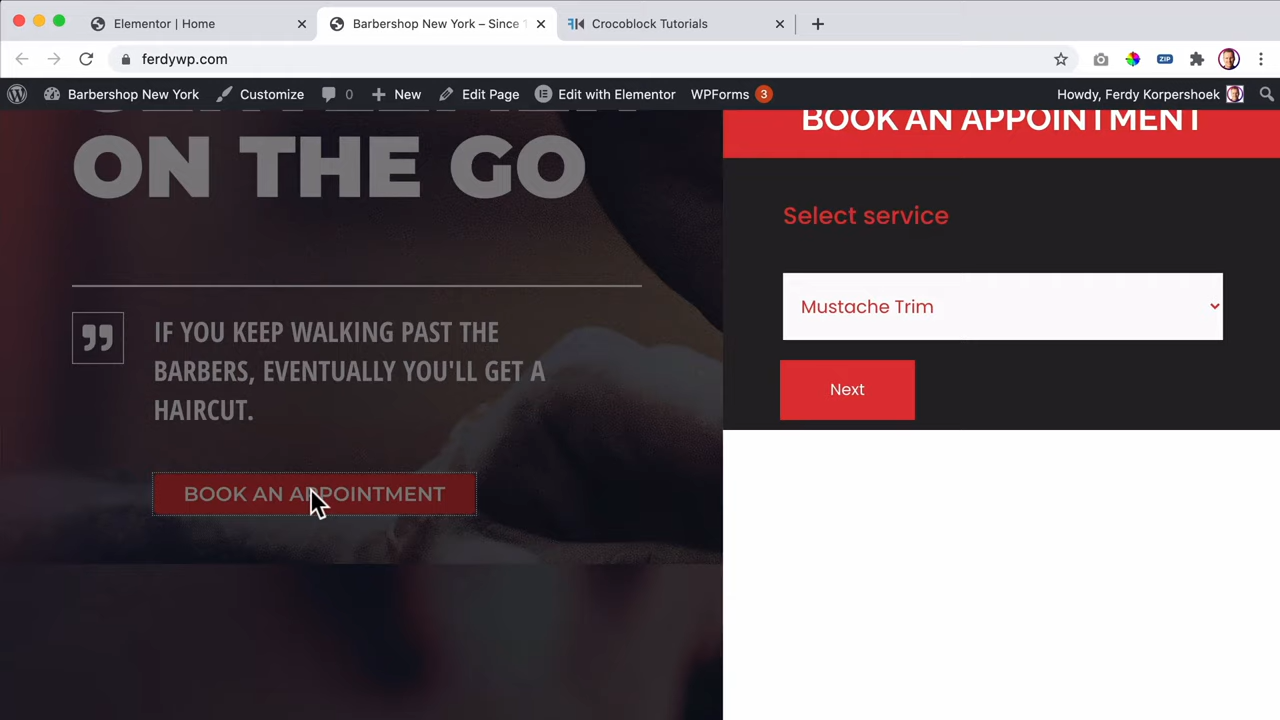 Elementor | Home
Barbershop New York – Since 1
Crocoblock Tutorials
ferdywp.com
ZIP
Barbershop New York
Customize
0
New
Edit Page
Edit with Elementor
WPForms 3
Howdy, Ferdy Korpershoek
ON THE GO
IF YOU KEEP WALKING PAST THE
BARBERS, EVENTUALLY YOU'LL GET A
HAIRCUT.
BOOK AN APPOINTMENT
BOOK AN APPOINTMENT
Select service
Mustache Trim
Next